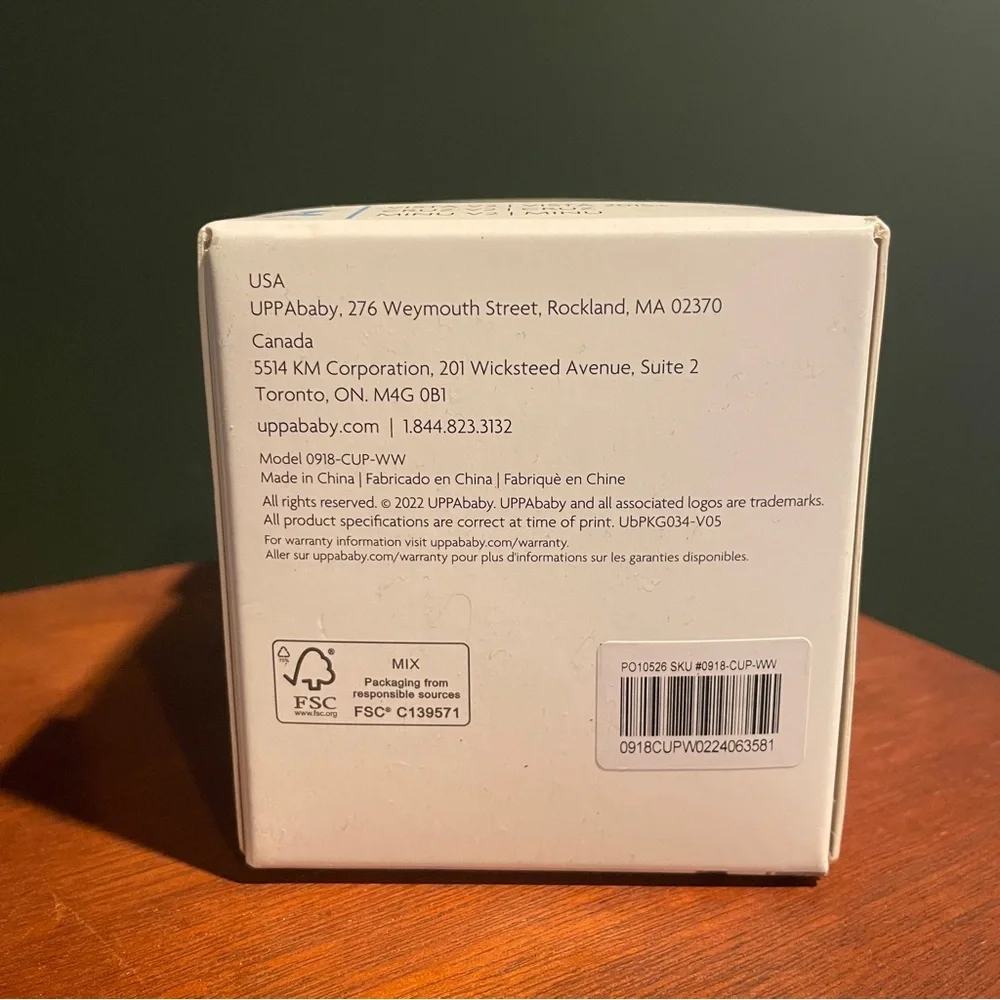 MINU V2 | MINU
USA
UPPAbaby, 276 Weymouth Street, Rockland, MA 02370
Canada
5514 KM Corporation, 201 Wicksteed Avenue, Suite 2
Toronto, ON. M4G 0B1
uppababy.com | 1.844.823.3132
Model 0918-CUP-WW
Made in China | Fabricado en China | Fabriquè en Chine
All rights reserved. © 2022 UPPAbaby. UPPAbaby and all associated logos are trademarks.
All product specifications are correct at time of print. UbPKG034-V05
For warranty information visit uppababy.com/warranty.
Aller sur uppababy.com/warranty pour plus d'informations sur les garanties disponibles.
70%
FSC®
www.fsc.org
MIX
Packaging from
responsible sources
FSC® C139571
PO10526 SKU #0918-CUP-WW
0918CUPW0224063581